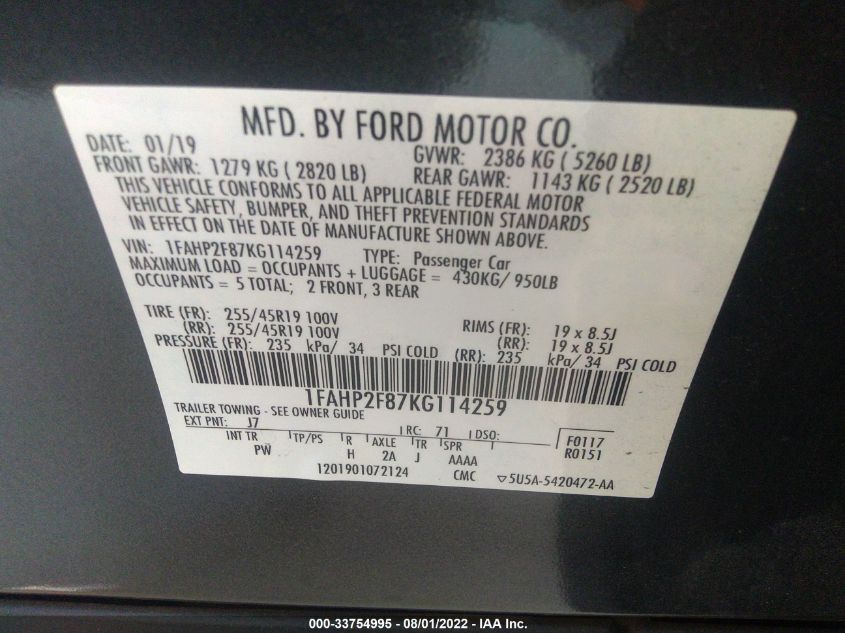 MFD. BY FORD MOTOR CO.
DATE: 01/19 GVWR: 2386 KG ( 5260 LB)
FRONT GAWR: 1279 KG ( 2820 LB) REAR GAWR: 1143 KG ( 2520 LB)
THIS VEHICLE CONFORMS TO ALL APPLICABLE FEDERAL MOTOR
VEHICLE SAFETY, BUMPER, AND THEFT PREVENTION STANDARDS
IN EFFECT ON THE DATE OF MANUFACTURE SHOWN ABOVE.
VIN: 1FAHP2F87KG114259 TYPE: Passenger Car
MAXIMUM LOAD = OCCUPANTS + LUGGAGE = 430KG/ 950LB
OCCUPANTS = 5 TOTAL; 2 FRONT, 3 REAR
TIRE (FR): 255/45R19 100V RIMS (FR): 19 x 8.5J
(RR): 255/45R19 100V (RR): 19 x 8.5J
PRESSURE (FR): 235 kPa/ 34 PSI COLD (RR): 235 kPa/ 34 PSI COLD
1FAHP2F87KG114259
TRAILER TOWING - SEE OWNER GUIDE
EXT PNT: J7 RC: 71 DSO: F0117
INT TR TP/PS R AXLE TR SPR R0151
PW H 2A J AAAA
1201901072124 CMC ▽5U5A-5420472-AA
000-33754995 - 08/01/2022 - IAA Inc.